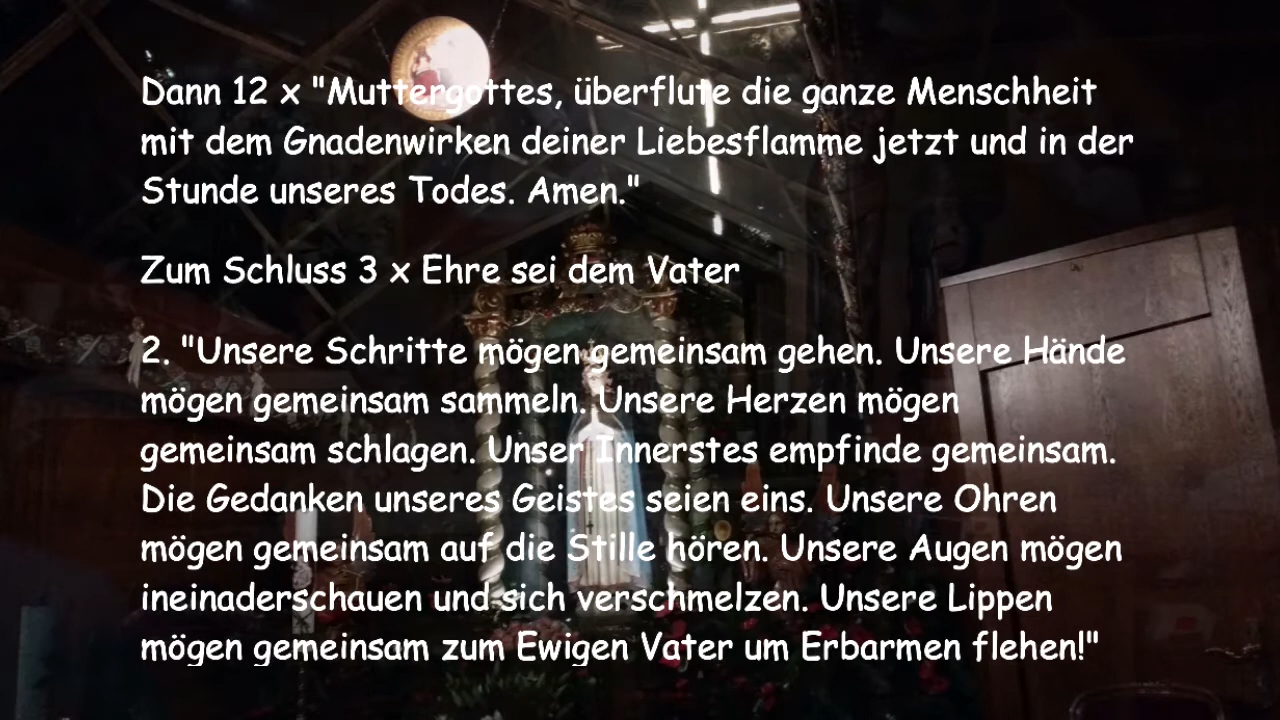 Dann 12 x "Muttergottes, überflute die ganze Menschheit
mit dem Gnadenwirken deiner Liebesflamme jetzt und in der
Stunde unseres Todes. Amen."
Zum Schluss 3 x Ehre sei dem Vater
2. "Unsere Schritte mögen gemeinsam gehen. Unsere Hände
mögen gemeinsam sammeln. Unsere Herzen mögen
gemeinsam schlagen. Unser Innerstes empfinde gemeinsam.
Die Gedanken unseres Geistes seien eins. Unsere Ohren
mögen gemeinsam auf die Stille hören. Unsere Augen mögen
ineinaderschauen und sich verschmelzen. Unsere Lippen
mögen gemeinsam zum Ewigen Vater um Erbarmen flehen!"